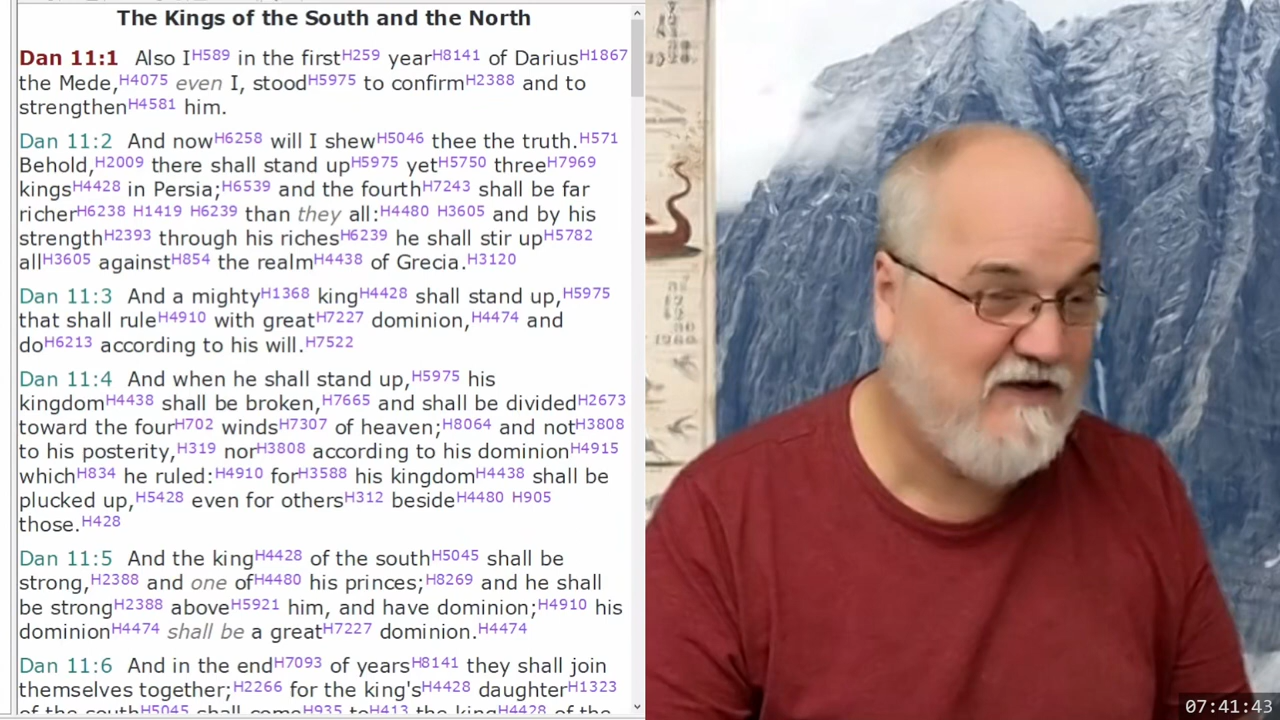 The Kings of the South and the North
Dan 11:1 Also IH589 in the firstH259 yearH8141 of DariusH1867
the Mede,H4075 even I, stoodH5975 to confirmH2388 and to
strengthenH4581 him.
Dan 11:2 And nowH6258 will I shewH5046 thee the truth.H571
Behold,H2009 there shall stand upH5975 yetH5750 threeH7969
kingsH4428 in Persia;H6539 and the fourthH7243 shall be far
richerH6238 H1419 H6239 than they all:H4480 H3605 and by his
strengthH2393 through his richesH6239 he shall stir upH5782
allH3605 againstH854 the realmH4438 of Grecia.H3120
Dan 11:3 And a mightyH1368 kingH4428 shall stand up,H5975
that shall ruleH4910 with greatH7227 dominion,H4474 and
doH6213 according to his will.H7522
Dan 11:4 And when he shall stand up,H5975 his
kingdomH4438 shall be broken,H7665 and shall be dividedH2673
toward the fourH702 windsH7307 of heaven;H8064 and notH3808
to his posterity,H319 norH3808 according to his dominionH4915
whichH834 he ruled:H4910 forH3588 his kingdomH4438 shall be
plucked up,H5428 even for othersH312 besideH4480 H905
those.H428
Dan 11:5 And the kingH4428 of the southH5045 shall be
strong,H2388 and one ofH4480 his princes;H8269 and he shall
be strongH2388 aboveH5921 him, and have dominion;H4910 his
dominionH4474 shall be a greatH7227 dominion.H4474
Dan 11:6 And in the endH7093 of yearsH8141 they shall join
themselves together;H2266 for the king'sH4428 daughterH1323
of the southH5045 shall comeH935 toH413 the kingH4428 of the
07:41:43